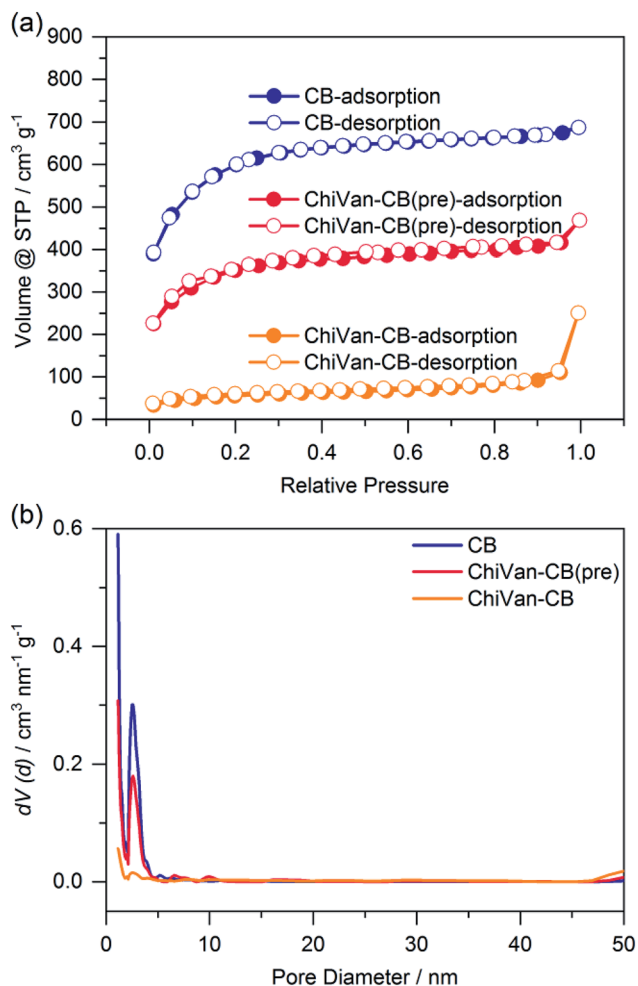 (a)
900
800
700
600
500
400
300
200
100
0
Volume @ STP / cm³ g⁻¹
CB-adsorption
CB-desorption
ChiVan-CB(pre)-adsorption
ChiVan-CB(pre)-desorption
ChiVan-CB-adsorption
ChiVan-CB-desorption
0.0 0.2 0.4 0.6 0.8 1.0
Relative Pressure
(b)
0.6
0.4
0.2
0.0
dV (d) / cm³ nm⁻¹ g⁻¹
CB
ChiVan-CB(pre)
ChiVan-CB
0 10 20 30 40 50
Pore Diameter / nm